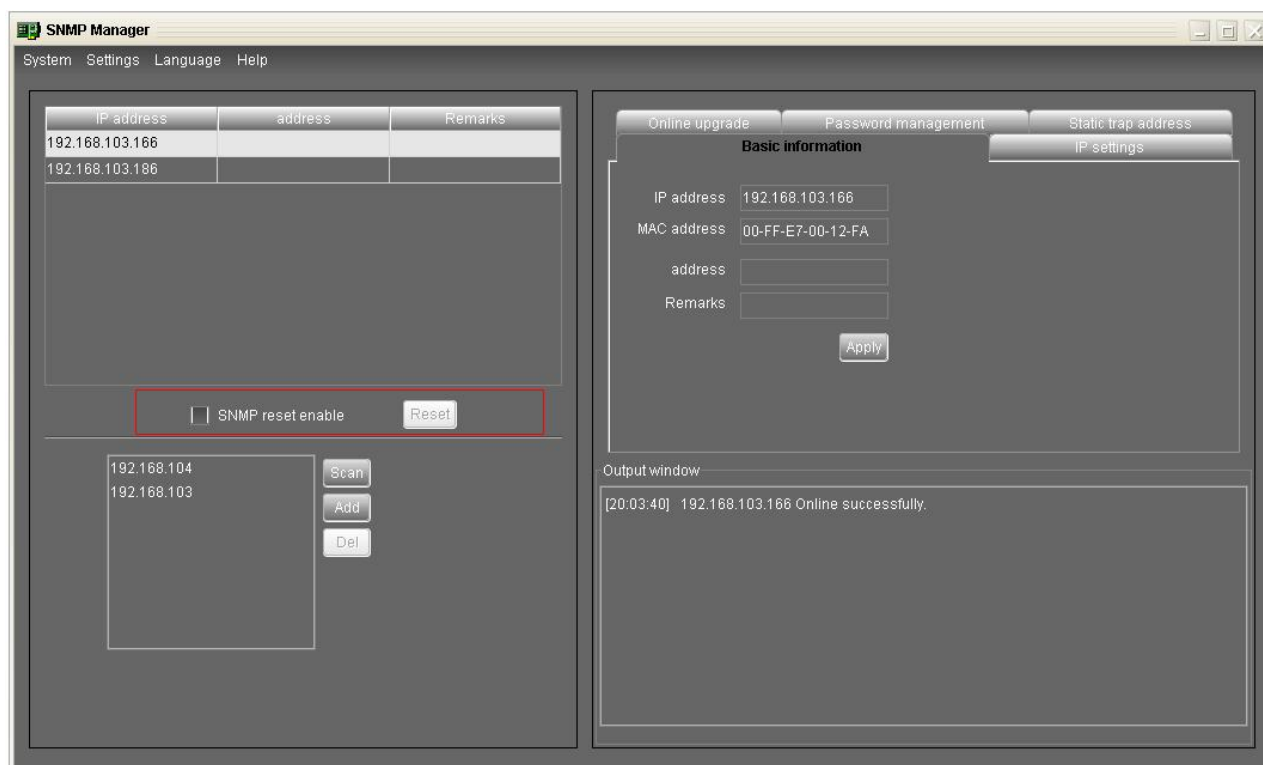 SNMP Manager
System Settings Language Help
IP address address Remarks
192.168.103.166
192.168.103.186
SNMP reset enable Reset
192.168.104
192.168.103
Scan
Add
Del
Online upgrade Password management Static trap address
Basic information IP settings
IP address 192.168.103.166
MAC address 00-FF-E7-00-12-FA
address
Remarks
Apply
Output window
[20:03:40] 192.168.103.166 Online successfully.